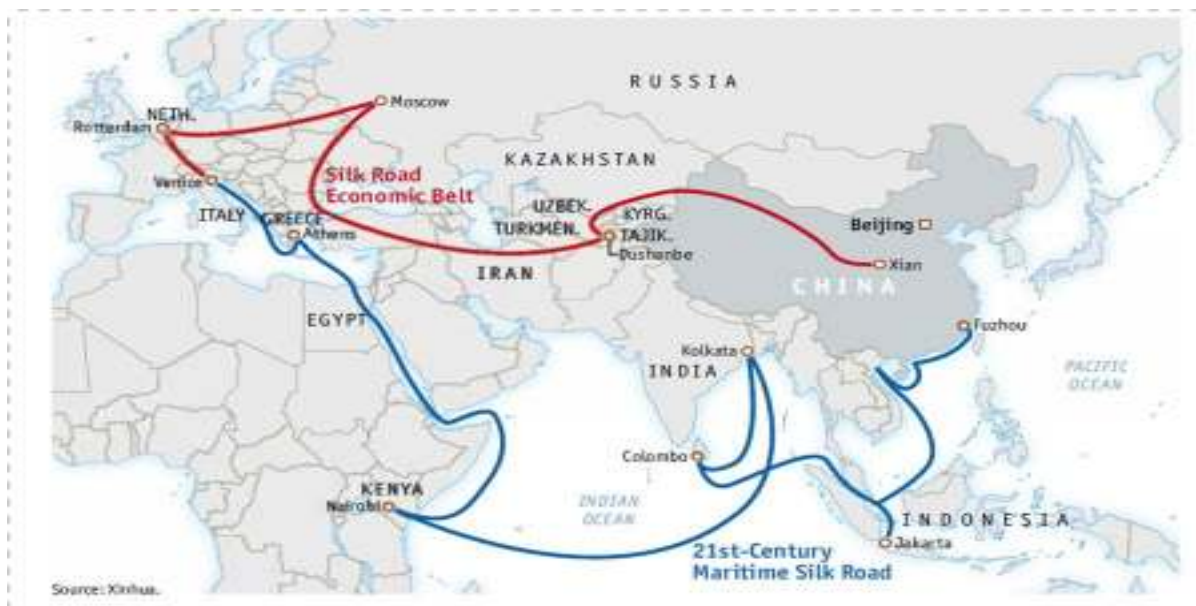 RUSSIA
Moscow
NETH.
Rotterdam
KAZAKHSTAN
Silk Road
Economic Belt
Venice
UZBEK.
KYRG.
ITALY
GREECE
Athens
TURKMEN.
TAJIK.
Dushanbe
Beijing
Xian
IRAN
CHINA
EGYPT
Fuzhou
Kolkata
INDIA
PACIFIC
OCEAN
Colombo
KENYA
Nairobi
INDIAN
OCEAN
INDONESIA
Jakarta
21st-Century
Maritime Silk Road
Source: Xinhua.